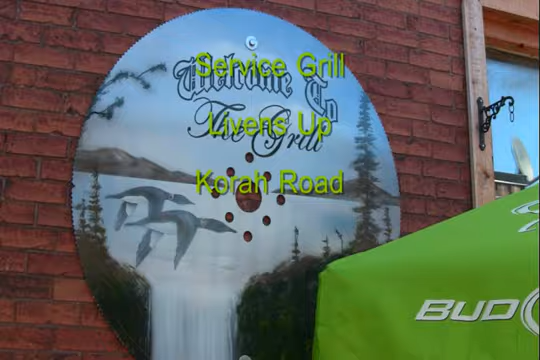 Service Grill
Welcome To
Livens Up
The Grill
Korah Road
BUD